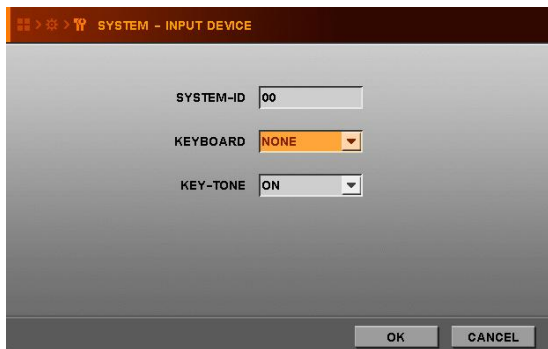 SYSTEM - INPUT DEVICE
SYSTEM-ID 00
KEYBOARD NONE
KEY-TONE ON
OK CANCEL